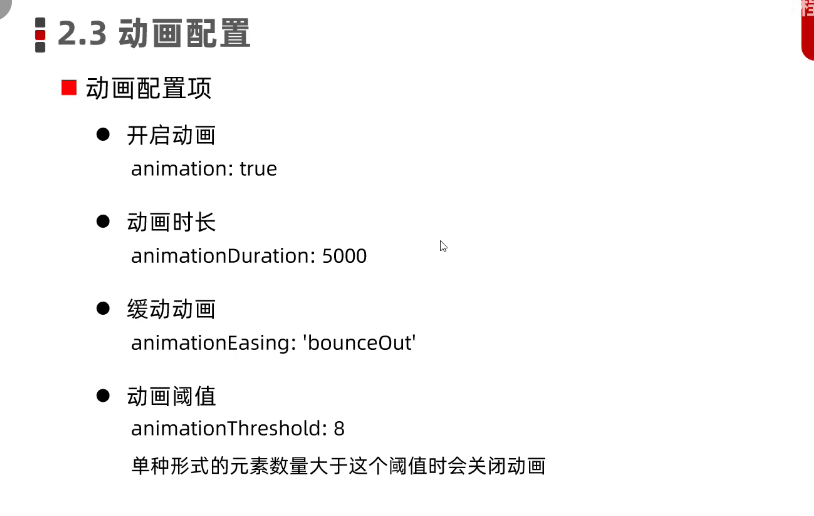 2.3 动画配置
动画配置项
开启动画
animation: true
动画时长
animationDuration: 5000
缓动动画
animationEasing: 'bounceOut'
动画阈值
animationThreshold: 8
单种形式的元素数量大于这个阈值时会关闭动画